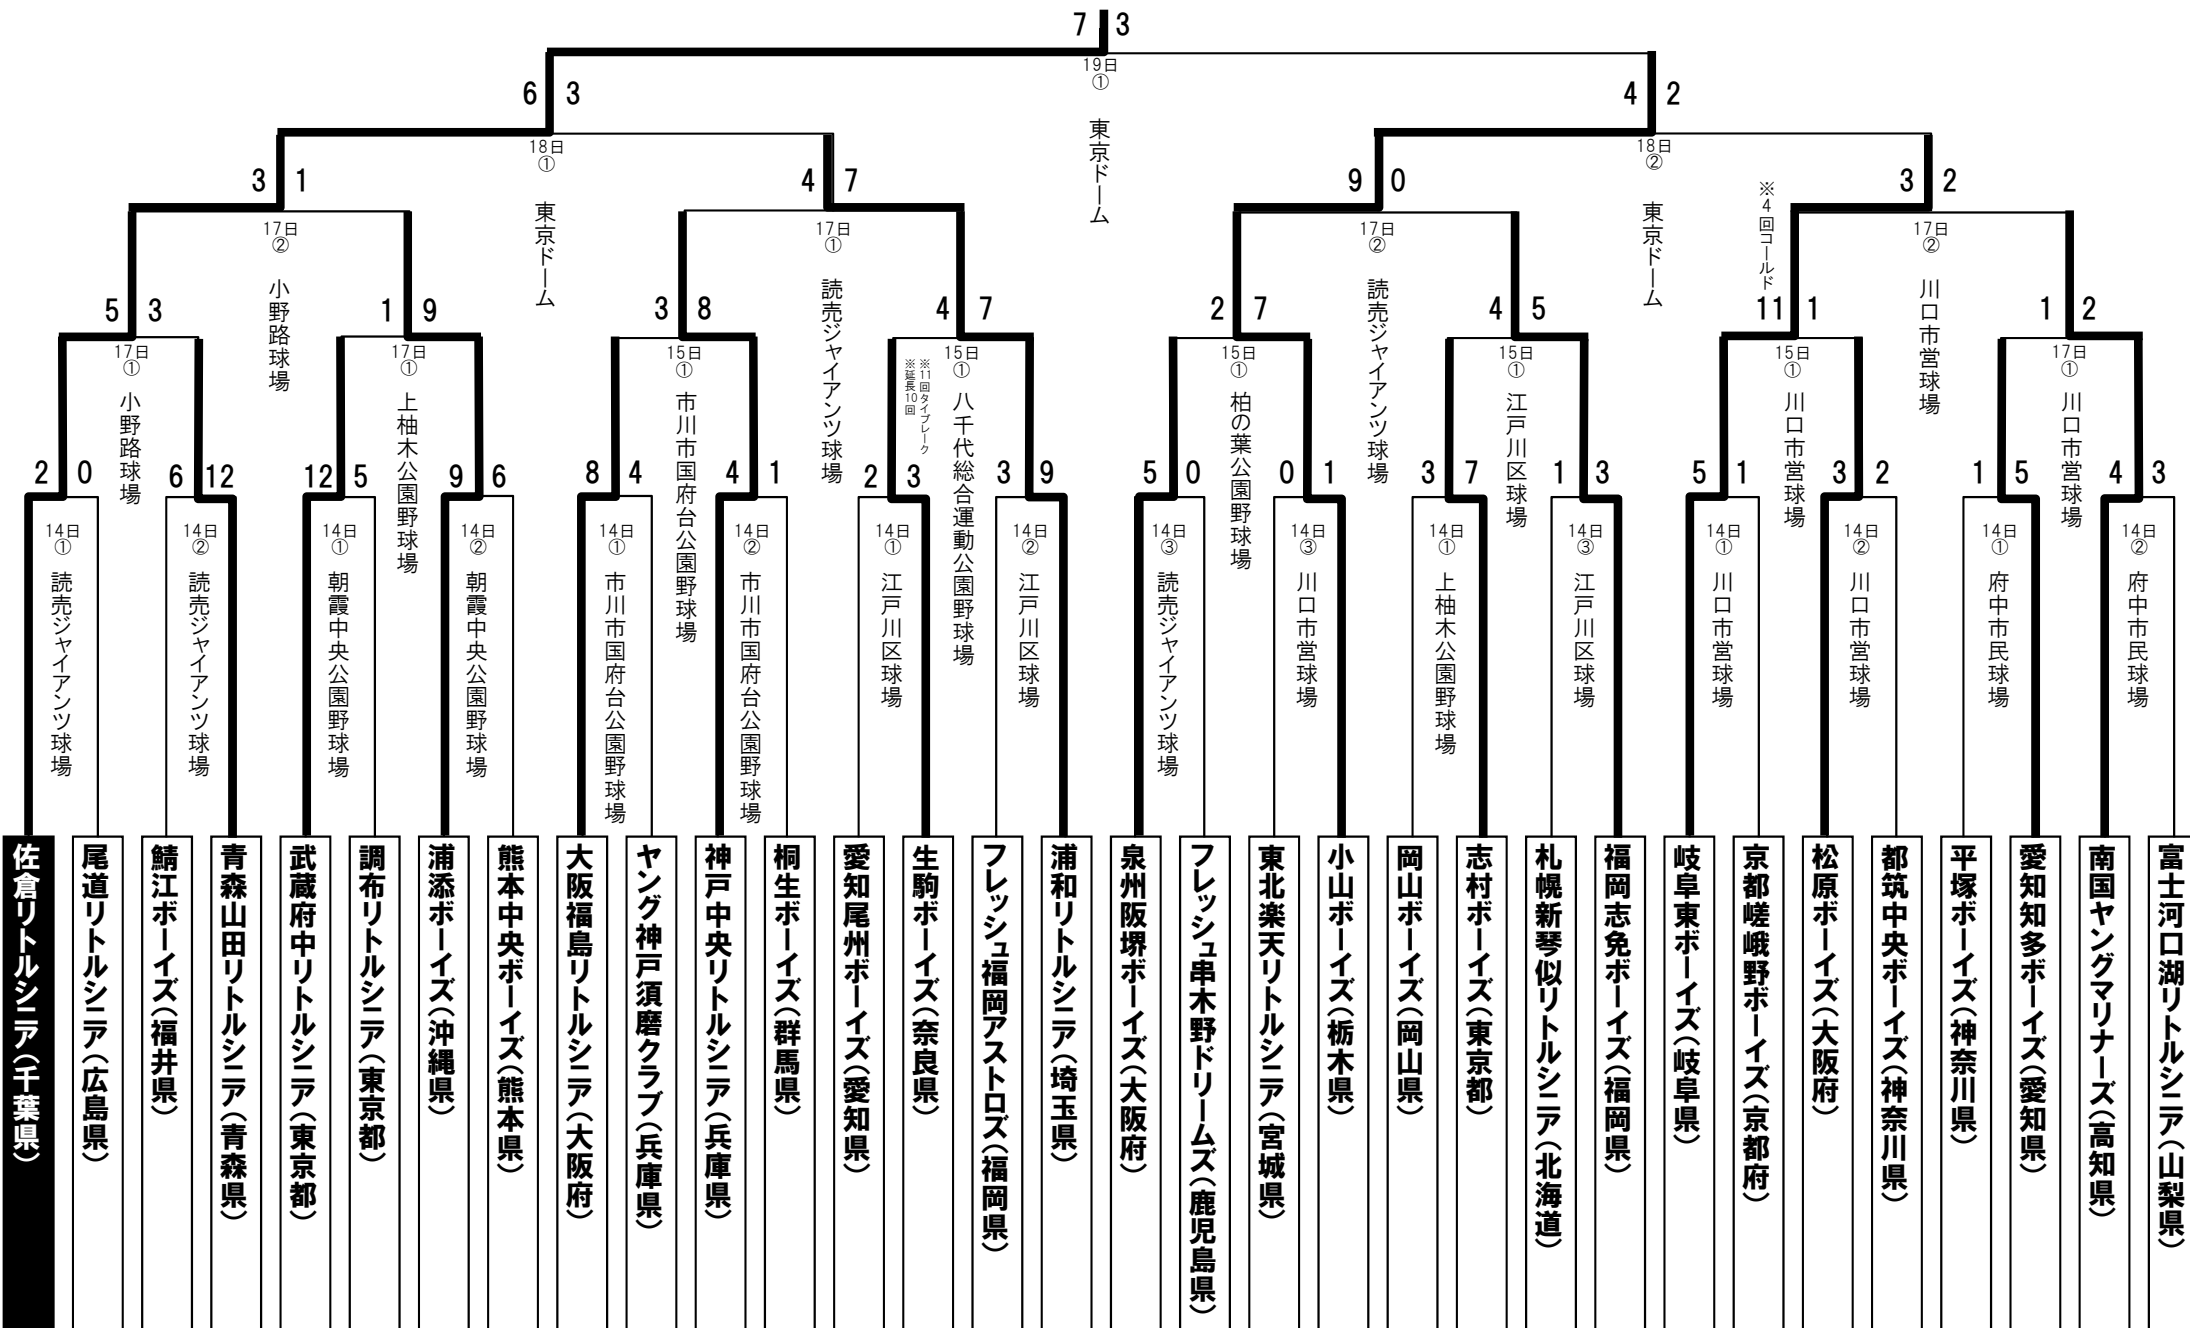 7 3
19日
①
東京ドーム
6 3
18日
①
東京ドーム
4 2
18日
②
東京ドーム
3 1
17日
②
小野路球場
4 7
17日
①
読売ジャイアンツ球場
9 0
17日
②
読売ジャイアンツ球場
3 2
17日
②
川口市営球場
5 3
17日
①
小野路球場
1 9
17日
①
上柚木公園野球場
3 8
15日
①
市川市国府台公園野球場
4 7
15日
①
八千代総合運動公園野球場
※11回タイブレーク
※延長10回
2 7
15日
①
柏の葉公園野球場
4 5
15日
①
江戸川区球場
※4回コールド
11 1
15日
①
川口市営球場
1 2
17日
①
川口市営球場
2 0
14日
①
読売ジャイアンツ球場
6 12
14日
②
読売ジャイアンツ球場
12 5
14日
①
朝霞中央公園野球場
9 6
14日
②
朝霞中央公園野球場
8 4
14日
①
市川市国府台公園野球場
4 1
14日
②
市川市国府台公園野球場
2 3
14日
①
江戸川区球場
3 9
14日
②
江戸川区球場
5 0
14日
③
読売ジャイアンツ球場
0 1
14日
③
川口市営球場
3 7
14日
①
上柚木公園野球場
1 3
14日
③
江戸川区球場
5 1
14日
①
川口市営球場
3 2
14日
②
川口市営球場
1 5
14日
①
府中市民球場
4 3
14日
②
府中市民球場
佐倉リトルシニア(千葉県)
尾道リトルシニア(広島県)
鯖江ボーイズ(福井県)
青森山田リトルシニア(青森県)
武蔵府中リトルシニア(東京都)
調布リトルシニア(東京都)
浦添ボーイズ(沖縄県)
熊本中央ボーイズ(熊本県)
大阪福島リトルシニア(大阪府)
ヤング神戸須磨クラブ(兵庫県)
神戸中央リトルシニア(兵庫県)
桐生ボーイズ(群馬県)
愛知尾州ボーイズ(愛知県)
生駒ボーイズ(奈良県)
フレッシュ福岡アストロズ(福岡県)
浦和リトルシニア(埼玉県)
泉州阪堺ボーイズ(大阪府)
フレッシュ串木野ドリームズ(鹿児島県)
東北楽天リトルシニア(宮城県)
小山ボーイズ(栃木県)
岡山ボーイズ(岡山県)
志村ボーイズ(東京都)
札幌新琴似リトルシニア(北海道)
福岡志免ボーイズ(福岡県)
岐阜東ボーイズ(岐阜県)
京都嵯峨野ボーイズ(京都府)
松原ボーイズ(大阪府)
都筑中央ボーイズ(神奈川県)
平塚ボーイズ(神奈川県)
愛知知多ボーイズ(愛知県)
南国ヤングマリナーズ(高知県)
富士河口湖リトルシニア(山梨県)